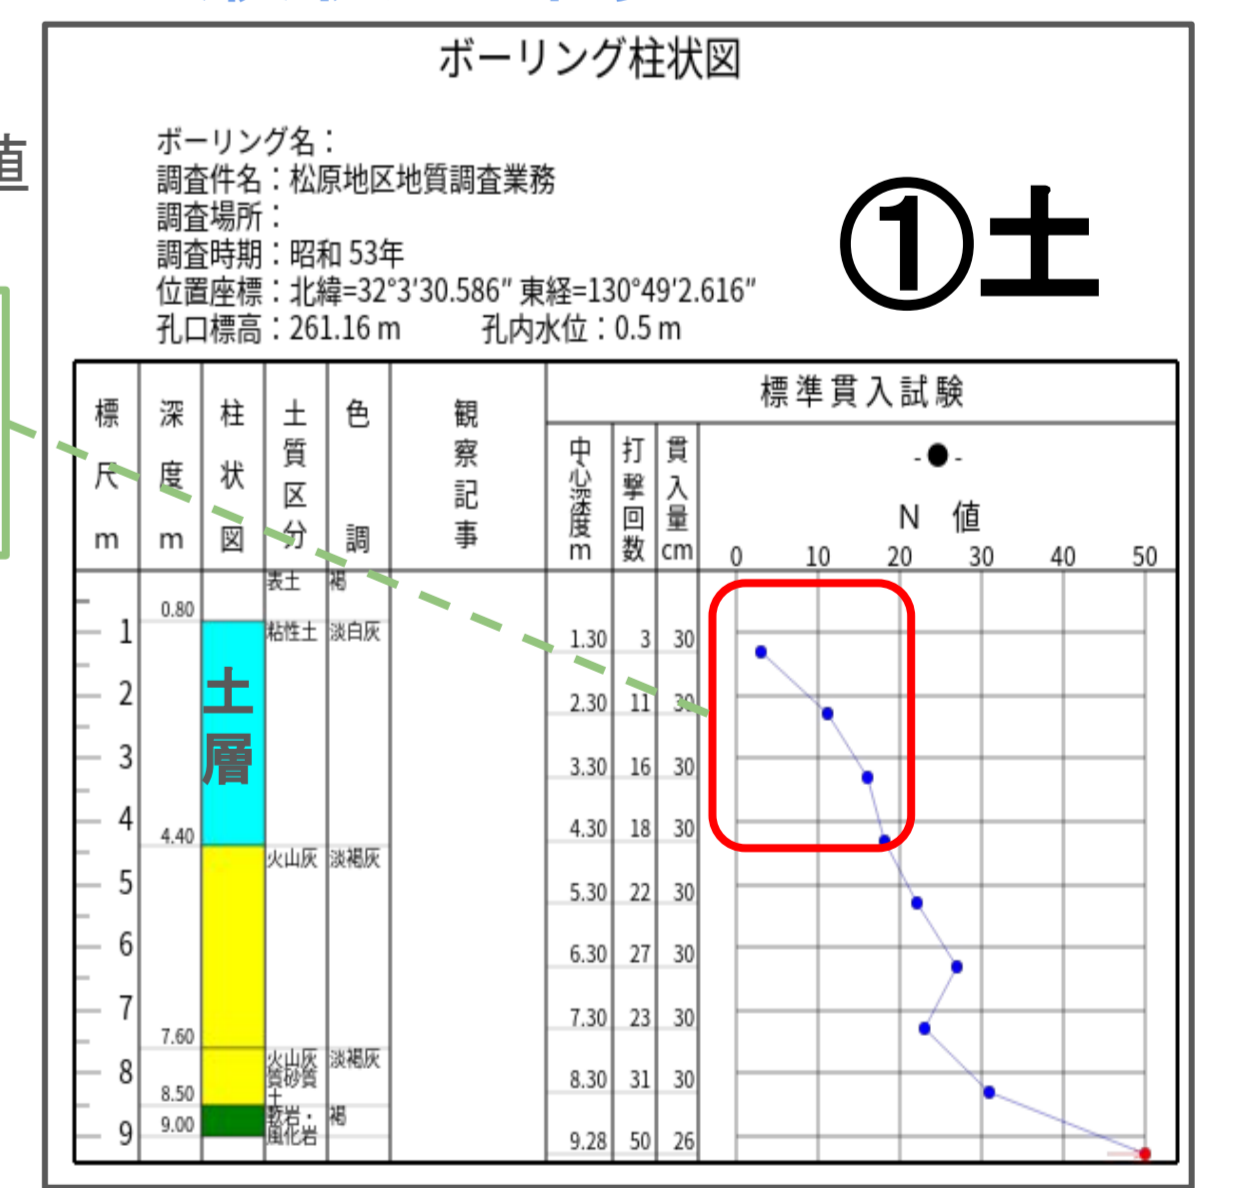 ボーリング柱状図
値
ボーリング名：
調査件名：松原地区地質調査業務
調査場所：
調査時期：昭和 53年
位置座標：北緯=32°3'30.586″ 東経=130°49'2.616″
孔口標高：261.16 m 孔内水位：0.5 m
①土
標尺 m
深度 m
柱状図
土質区分
色調
観察記事
標準貫入試験
中心深度 m
打撃回数
貫入量 cm
-●-
N 値
0 10 20 30 40 50
表土 褐
0.80
1 粘性土 淡白灰 1.30 3 30
2 2.30 11 30
土層
3 3.30 16 30
4 4.30 18 30
4.40
火山灰 淡褐灰
5 5.30 22 30
6 6.30 27 30
7 7.30 23 30
7.60
火山灰質砂質土 淡褐灰
8 8.30 31 30
8.50
軟岩・風化岩 褐
9.00
9 9.28 50 26